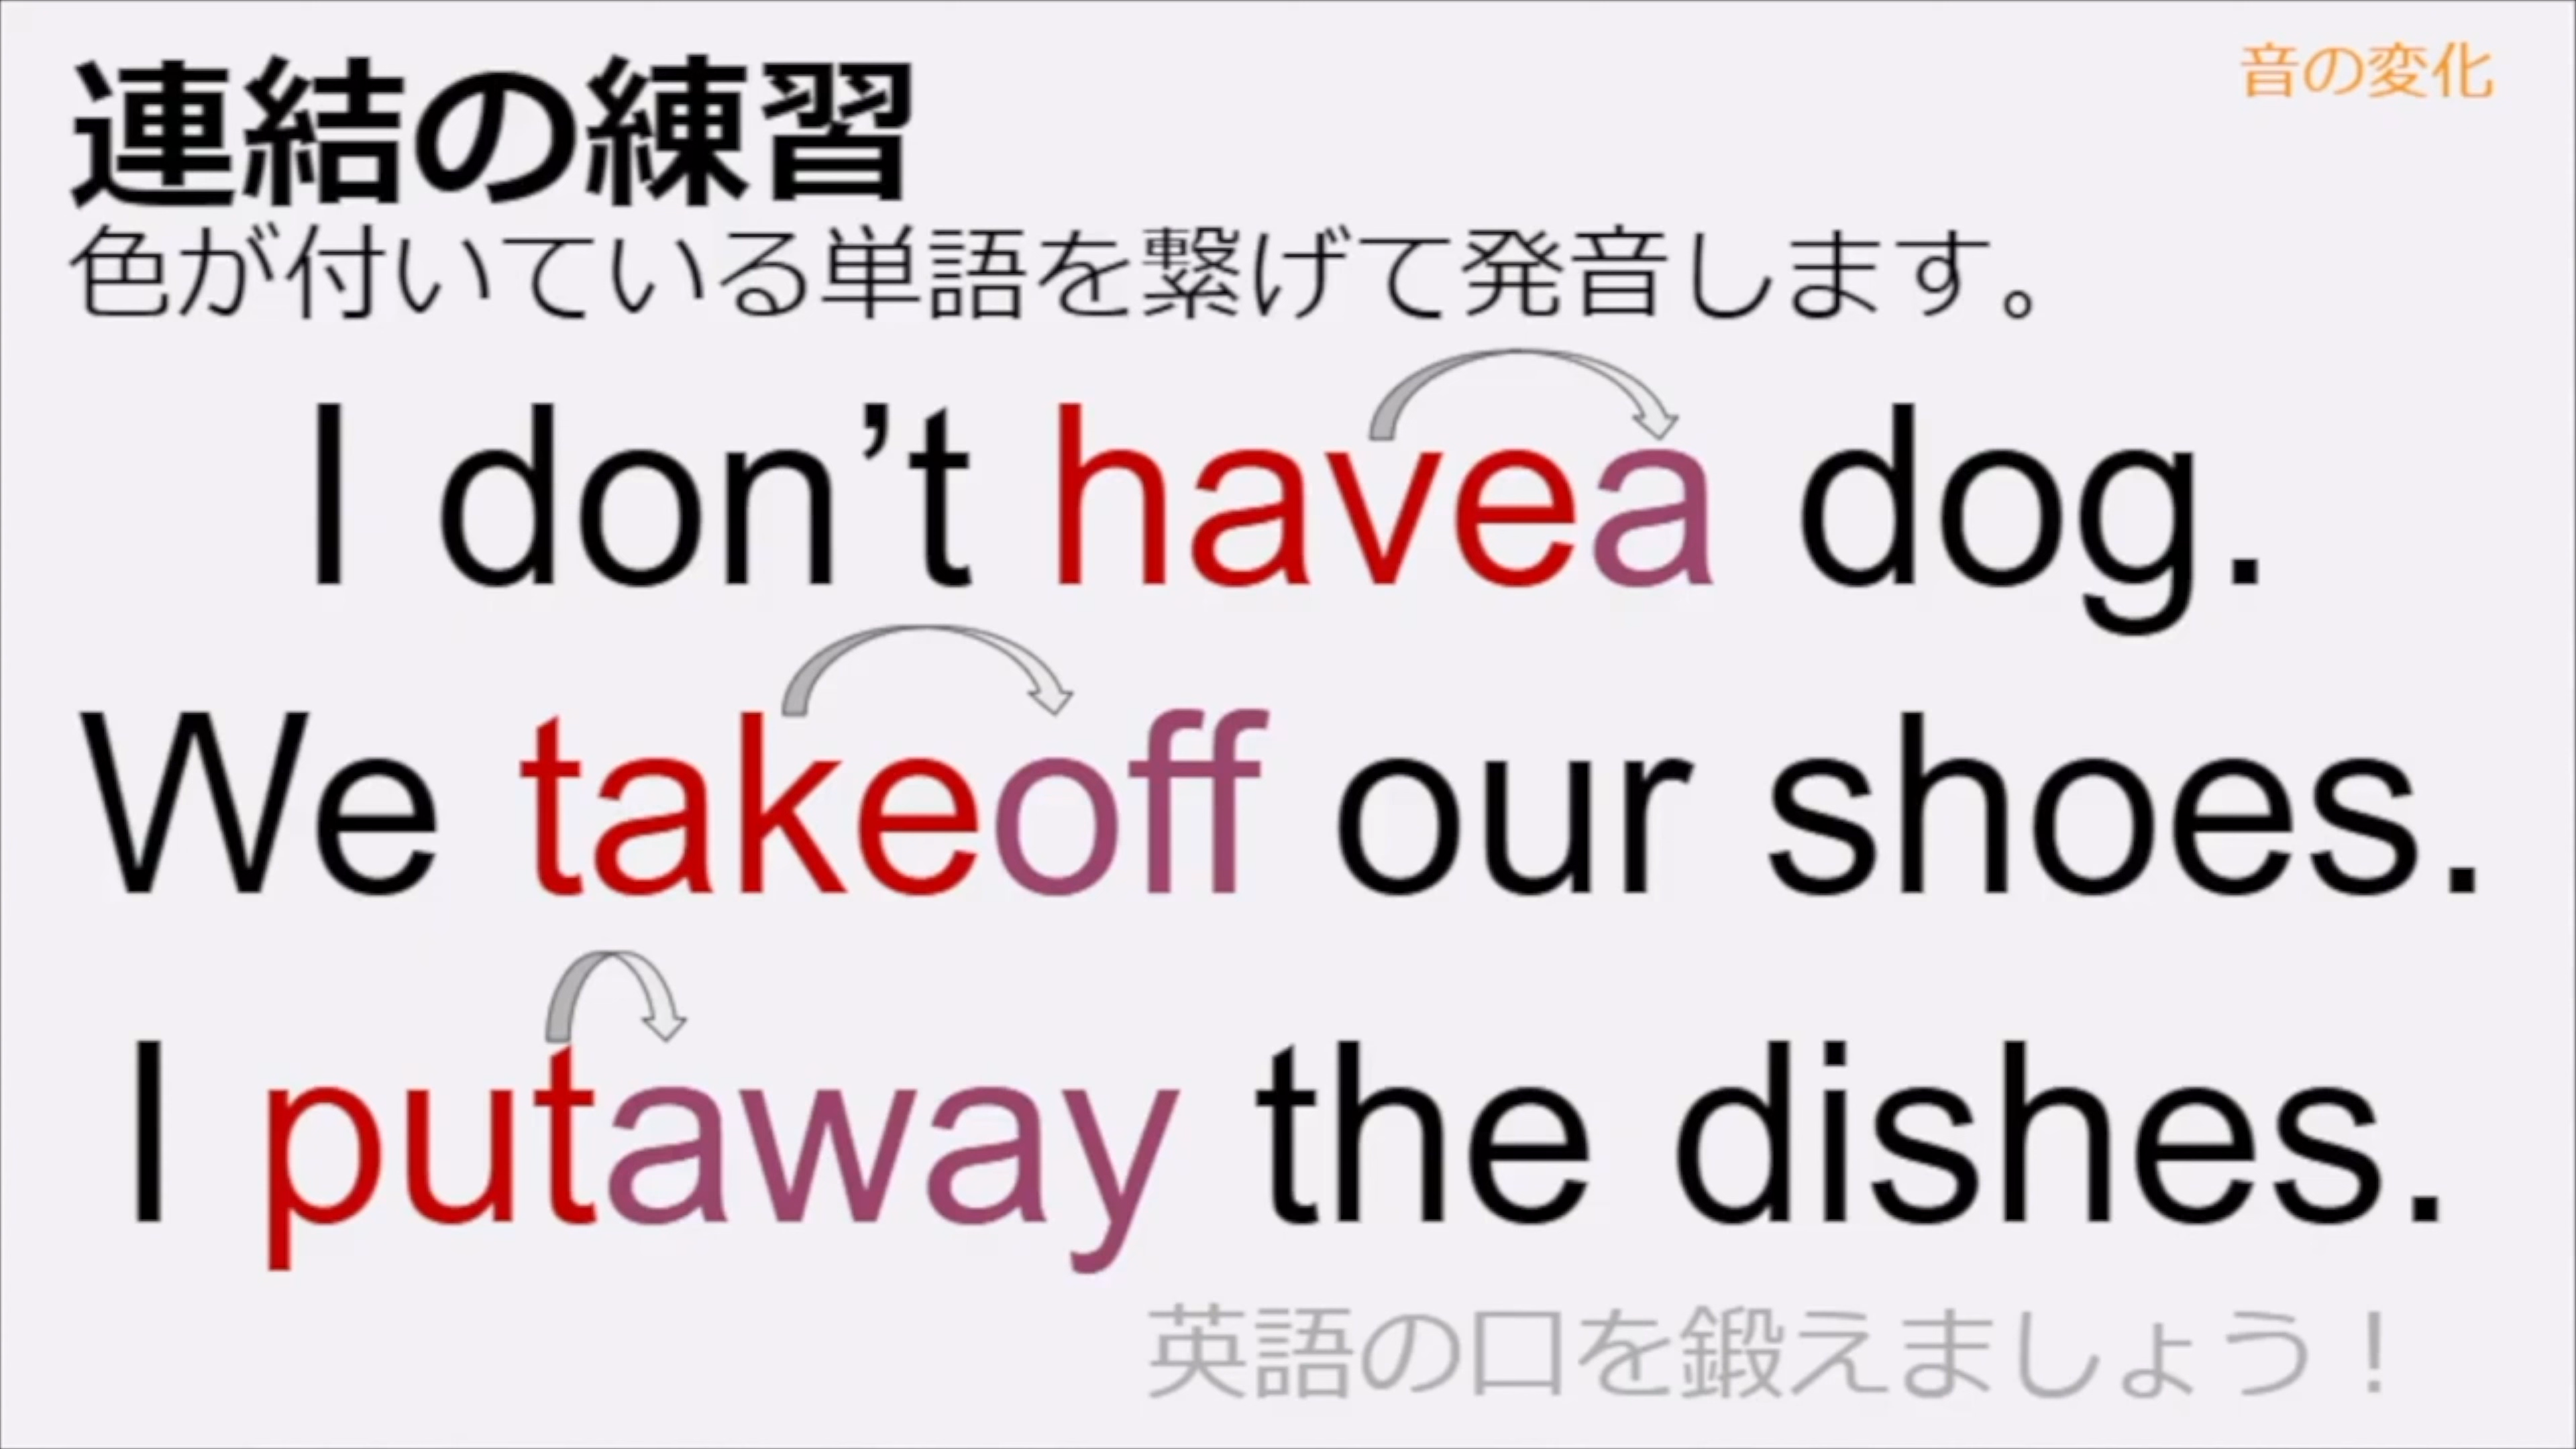 音の変化
連結の練習
色が付いている単語を繋げて発音します。
I don’t havea dog.
We takeoff our shoes.
I putaway the dishes.
英語の口を鍛えましょう！